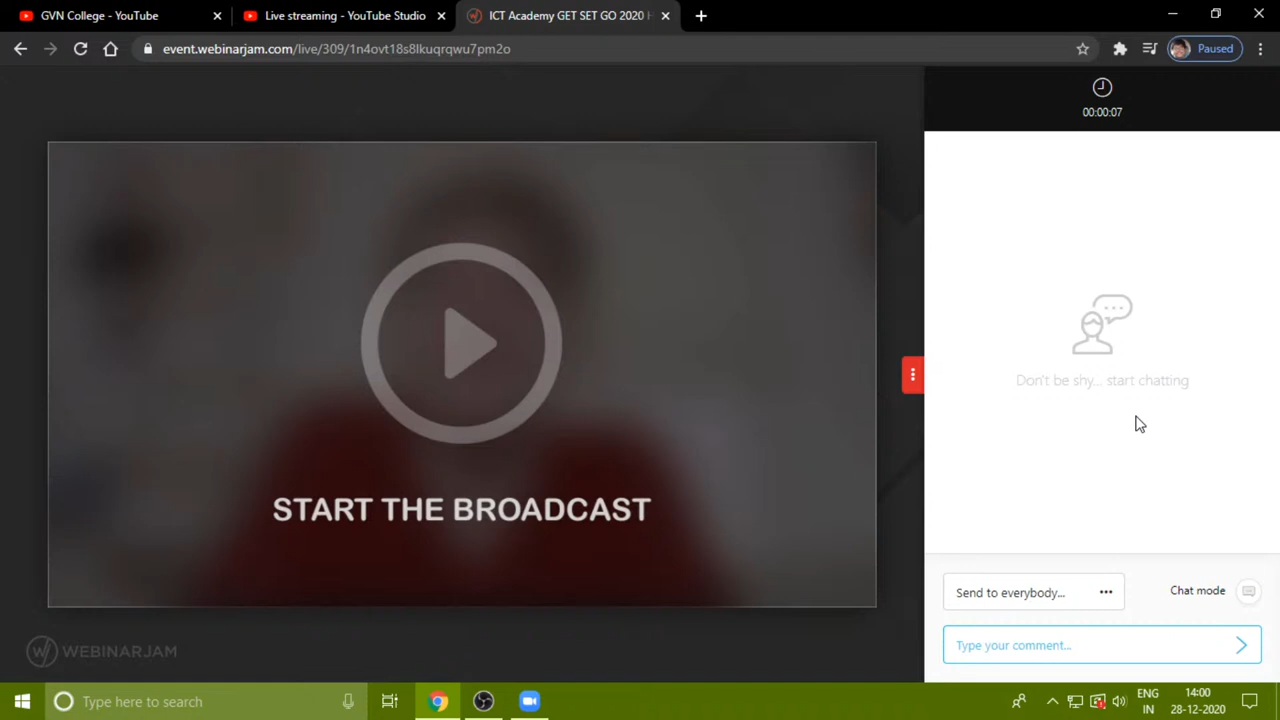 GVN College - YouTube
Live streaming - YouTube Studio
ICT Academy GET SET GO 2020 H
event.webinarjam.com/live/309/1n4ovt18s8lkuqrqwu7pm2o
Paused
00:00:07
START THE BROADCAST
Don't be shy... start chatting
Send to everybody...
Chat mode
Type your comment...
WEBINARJAM
Type here to search
ENG
IN
14:00
28-12-2020